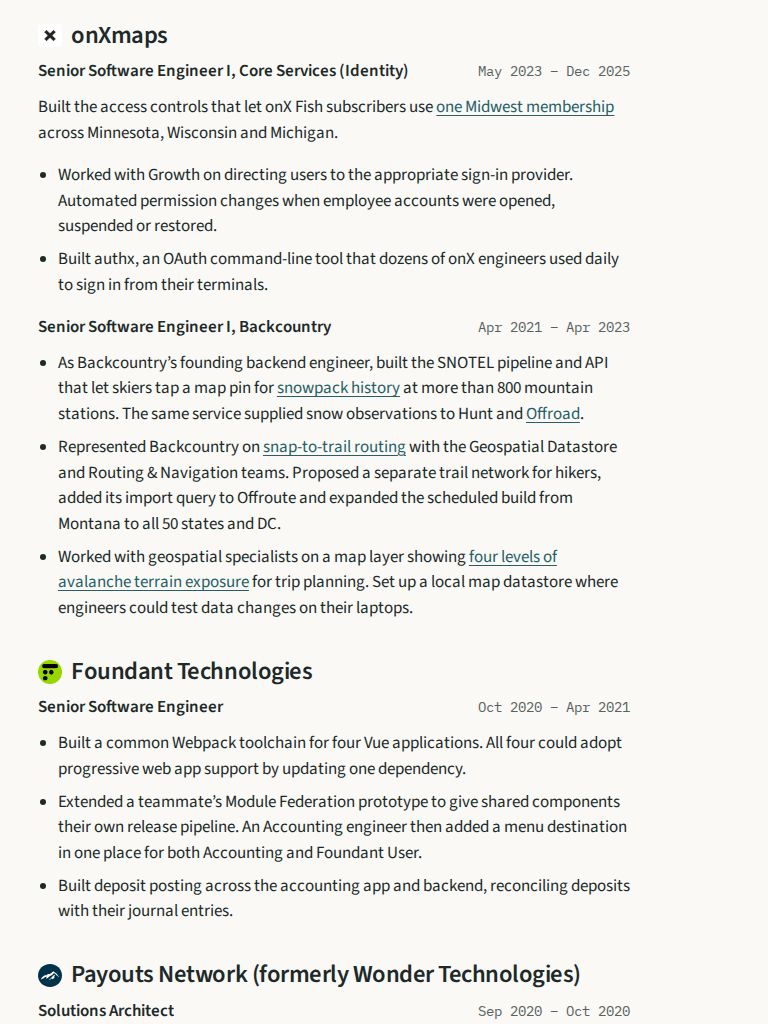 onXmaps
Senior Software Engineer I, Core Services (Identity) May 2023 – Dec 2025
Built the access controls that let onX Fish subscribers use one Midwest membership
across Minnesota, Wisconsin and Michigan.
• Worked with Growth on directing users to the appropriate sign-in provider.
Automated permission changes when employee accounts were opened,
suspended or restored.
• Built authx, an OAuth command-line tool that dozens of onX engineers used daily
to sign in from their terminals.
Senior Software Engineer I, Backcountry Apr 2021 – Apr 2023
• As Backcountry’s founding backend engineer, built the SNOTEL pipeline and API
that let skiers tap a map pin for snowpack history at more than 800 mountain
stations. The same service supplied snow observations to Hunt and Offroad.
• Represented Backcountry on snap-to-trail routing with the Geospatial Datastore
and Routing & Navigation teams. Proposed a separate trail network for hikers,
added its import query to Offroute and expanded the scheduled build from
Montana to all 50 states and DC.
• Worked with geospatial specialists on a map layer showing four levels of
avalanche terrain exposure for trip planning. Set up a local map datastore where
engineers could test data changes on their laptops.
Foundant Technologies
Senior Software Engineer Oct 2020 – Apr 2021
• Built a common Webpack toolchain for four Vue applications. All four could adopt
progressive web app support by updating one dependency.
• Extended a teammate’s Module Federation prototype to give shared components
their own release pipeline. An Accounting engineer then added a menu destination
in one place for both Accounting and Foundant User.
• Built deposit posting across the accounting app and backend, reconciling deposits
with their journal entries.
Payouts Network (formerly Wonder Technologies)
Solutions Architect Sep 2020 – Oct 2020